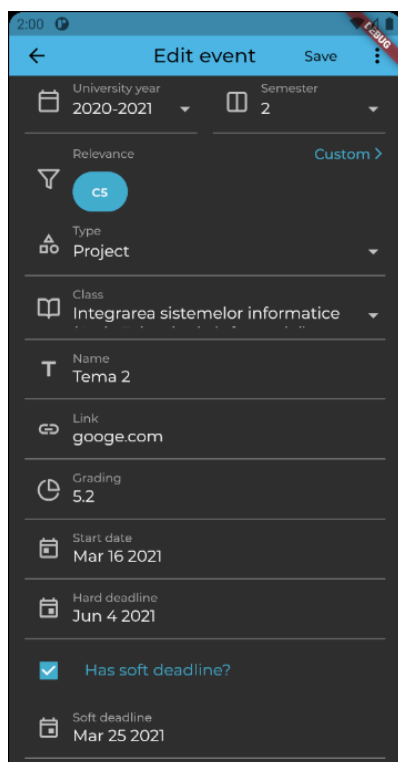 2:00
DEBUG
Edit event Save
University year Semester
2020-2021 2
Relevance Custom >
C5
Type
Project
Class
Integrarea sistemelor informatice
T Name
Tema 2
Link
googe.com
Grading
5.2
Start date
Mar 16 2021
Hard deadline
Jun 4 2021
Has soft deadline?
Soft deadline
Mar 25 2021